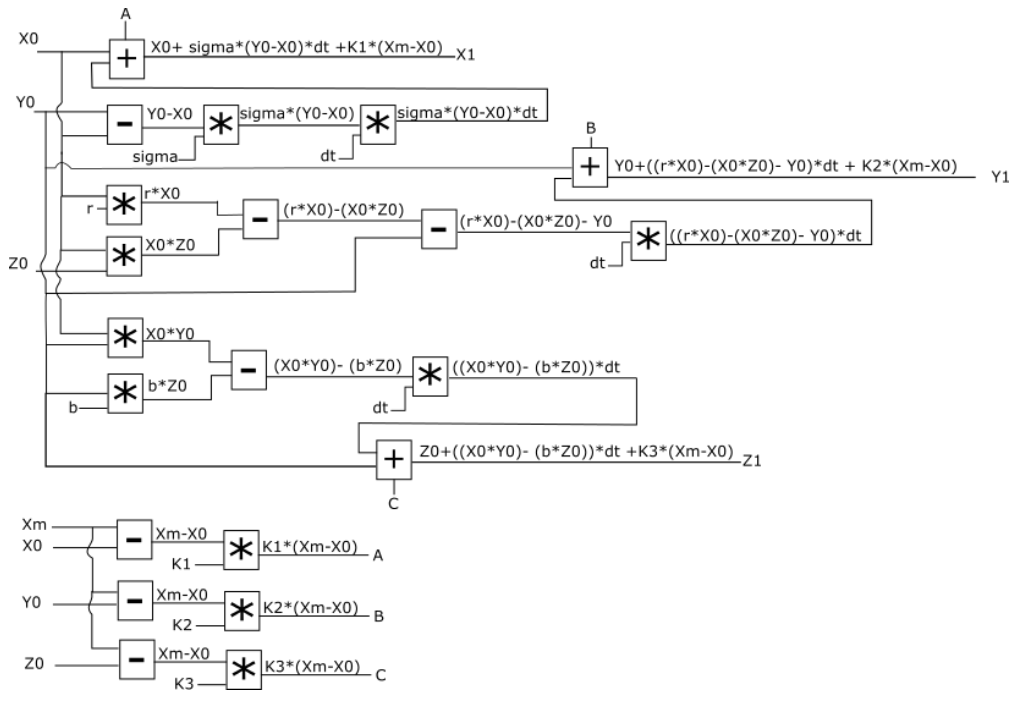 A
X0
+
X0+ sigma*(Y0-X0)*dt +K1*(Xm-X0)
X1
Y0
-
Y0-X0
*
sigma*(Y0-X0)
*
sigma*(Y0-X0)*dt
sigma
dt
B
+
Y0+((r*X0)-(X0*Z0)- Y0)*dt + K2*(Xm-X0)
Y1
r
*
r*X0
-
(r*X0)-(X0*Z0)
-
(r*X0)-(X0*Z0)- Y0
*
((r*X0)-(X0*Z0)- Y0)*dt
dt
Z0
*
X0*Z0
*
X0*Y0
-
(X0*Y0)- (b*Z0)
*
((X0*Y0)- (b*Z0))*dt
dt
b
*
b*Z0
+
Z0+((X0*Y0)- (b*Z0))*dt +K3*(Xm-X0)
Z1
C
Xm
X0
-
Xm-X0
K1
*
K1*(Xm-X0)
A
Y0
-
Xm-X0
K2
*
K2*(Xm-X0)
B
Z0
-
Xm-X0
K3
*
K3*(Xm-X0)
C